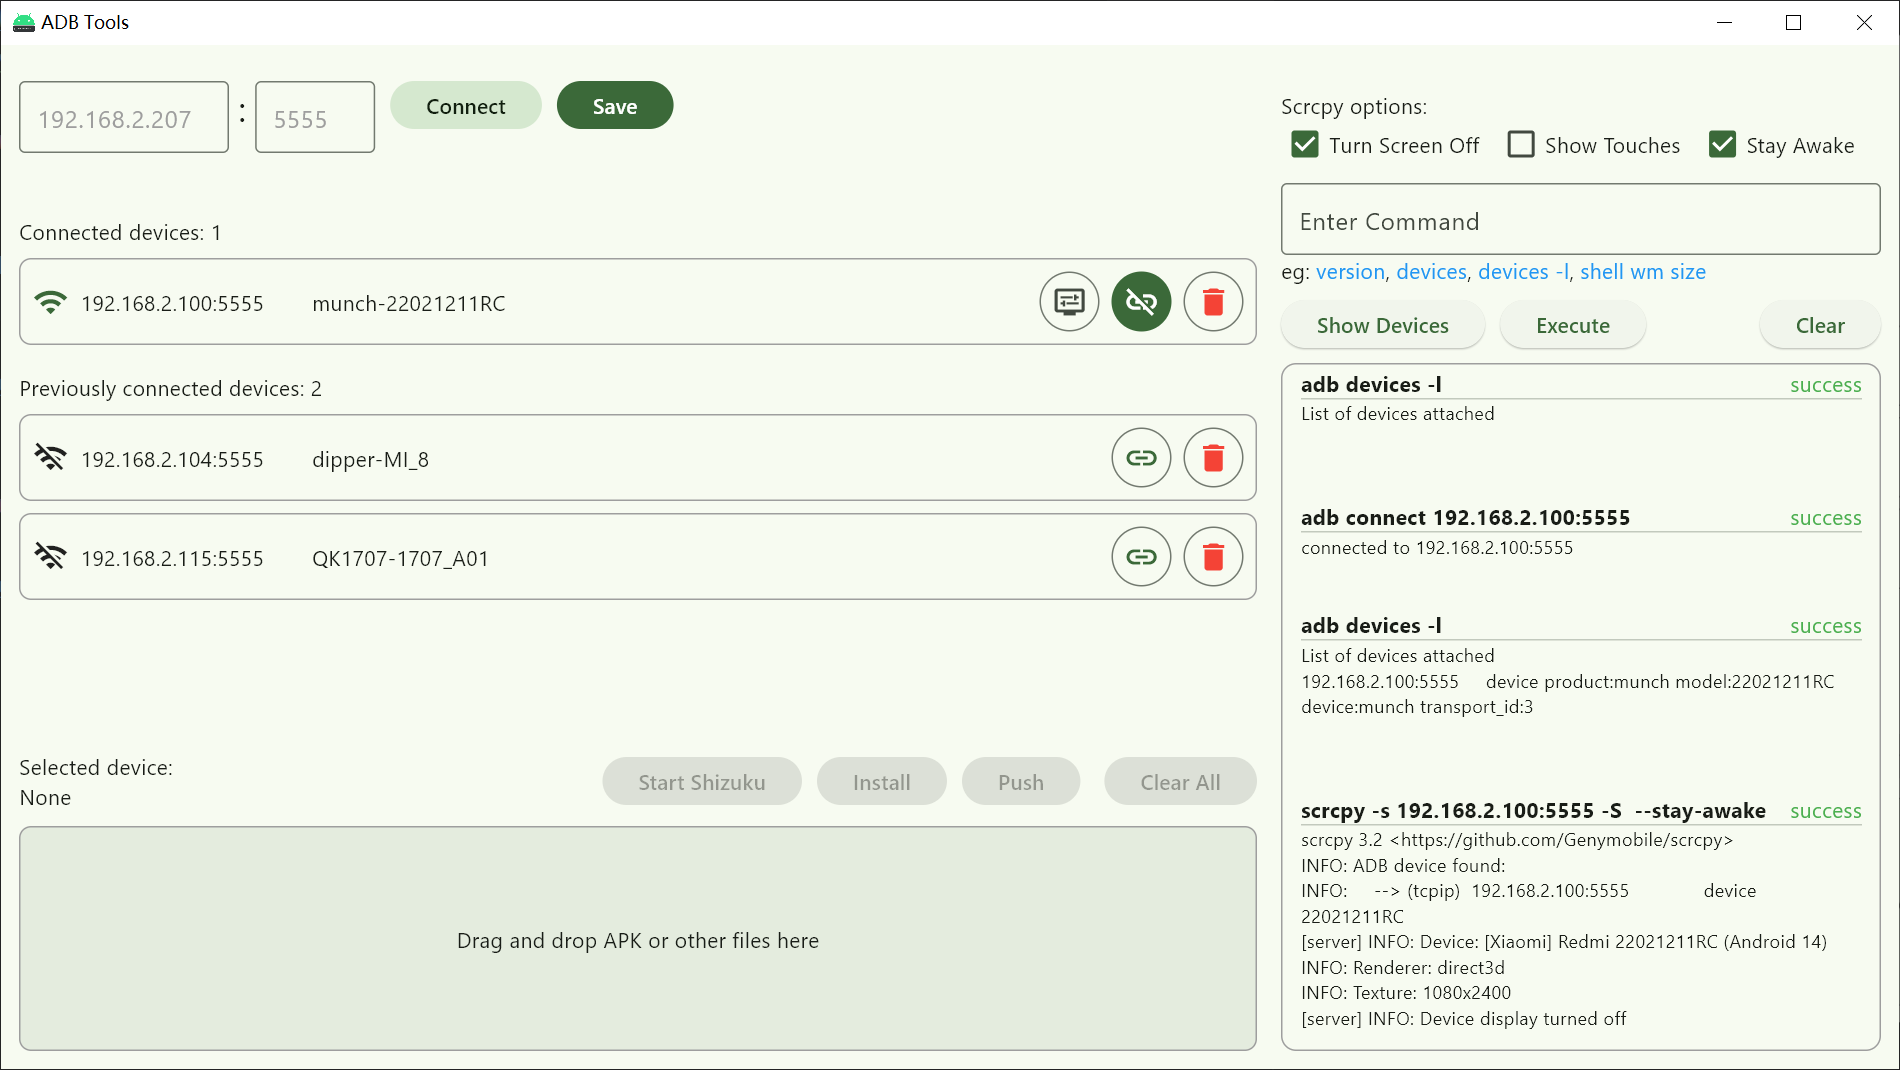 ADB Tools
192.168.2.207 : 5555 Connect Save
Connected devices: 1
192.168.2.100:5555 munch-22021211RC
Previously connected devices: 2
192.168.2.104:5555 dipper-MI_8
192.168.2.115:5555 QK1707-1707_A01
Selected device:
None
Start Shizuku Install Push Clear All
Drag and drop APK or other files here
Scrcpy options:
Turn Screen Off Show Touches Stay Awake
Enter Command
eg: version, devices, devices -l, shell wm size
Show Devices Execute Clear
adb devices -l success
List of devices attached
adb connect 192.168.2.100:5555 success
connected to 192.168.2.100:5555
adb devices -l success
List of devices attached
192.168.2.100:5555 device product:munch model:22021211RC
device:munch transport_id:3
scrcpy -s 192.168.2.100:5555 -S --stay-awake success
scrcpy 3.2 <https://github.com/Genymobile/scrcpy>
INFO: ADB device found:
INFO: --> (tcpip) 192.168.2.100:5555 device
22021211RC
[server] INFO: Device: [Xiaomi] Redmi 22021211RC (Android 14)
INFO: Renderer: direct3d
INFO: Texture: 1080x2400
[server] INFO: Device display turned off